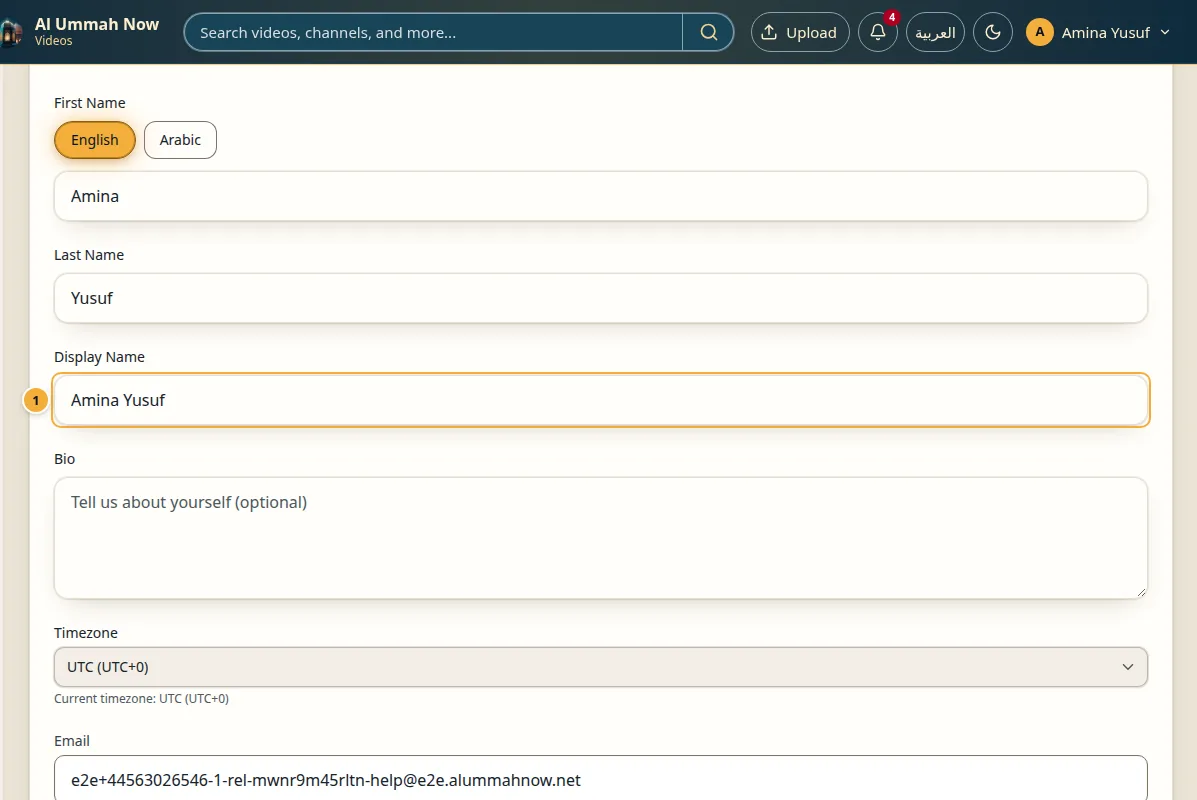 Al Ummah Now
Videos
Search videos, channels, and more...
Upload
4
العربية
A
Amina Yusuf
First Name
English
Arabic
Amina
Last Name
Yusuf
Display Name
1
Amina Yusuf
Bio
Tell us about yourself (optional)
Timezone
UTC (UTC+0)
Current timezone: UTC (UTC+0)
Email
e2e+44563026546-1-rel-mwnr9m45rltn-help@e2e.alummahnow.net